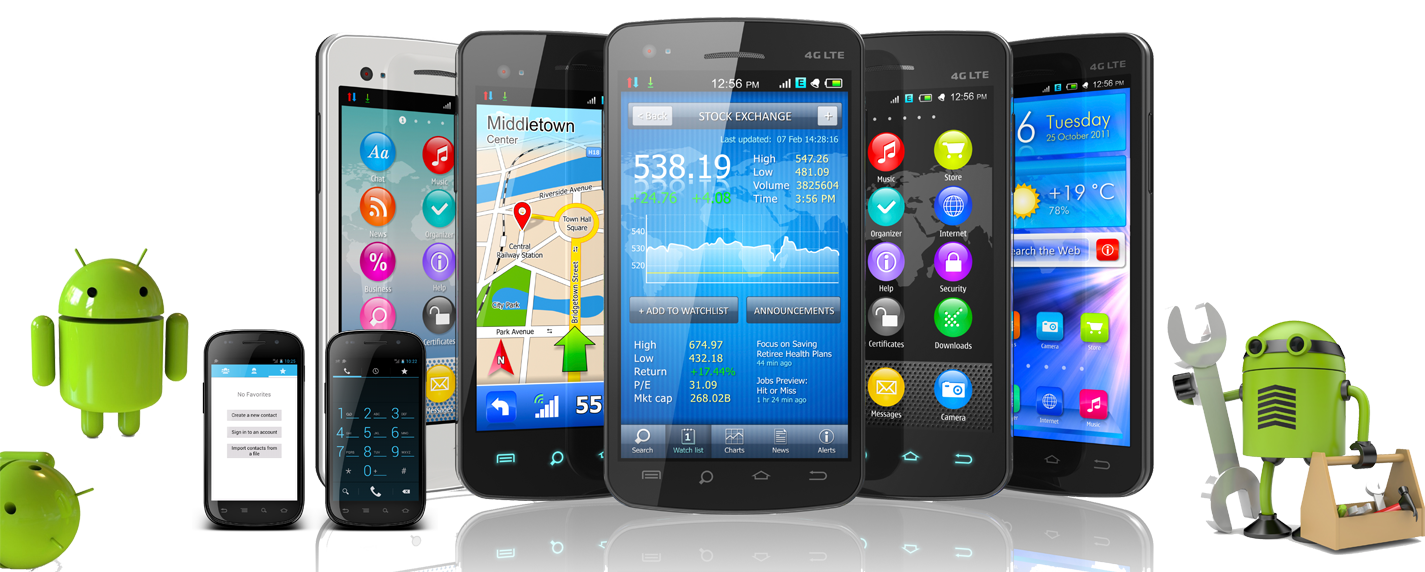 Aa
Chat
Music
News
Organizer
%
Business
i
Help
Certificates
No Favorites
Create a new contact
Sign in to an account
Import contacts from
a file
1
2 ABC
3 DEF
4
5
6
7
8
9
*
0
#
Middletown
Center
H18
Riverside Avenue
Town Hall
Square
Central
Railway Station
City Park
Bridgetown Street
Park Avenue
N
55
4G LTE
12:56 PM
E
< Back
STOCK EXCHANGE
+
Last updated: 07 Feb 14:28:16
538.19
+24.76 +4.08
High 547.26
Low 481.09
Volume 3825604
Time 3:56 PM
540
530
520
+ ADD TO WATCHLIST
ANNOUNCEMENTS
High 674.97
Low 432.18
Return +17.44%
P/E 31.09
Mkt cap 268.02B
Focus on Saving
Retiree Health Plans
44 min ago
Jobs Preview:
Hit or Miss
1 hr 24 min ago
1
Search
Watch list
Charts
News
Alerts
4G LTE
E
12:56 PM
Music
Store
Organizer
Internet
i
Help
Security
Certificates
Downloads
Messages
Camera
4G LTE
E
12:56 PM
6
Tuesday
25 October 2011
+19 °C
78%
earch the Web
i
Camera
Store
Internet
Music